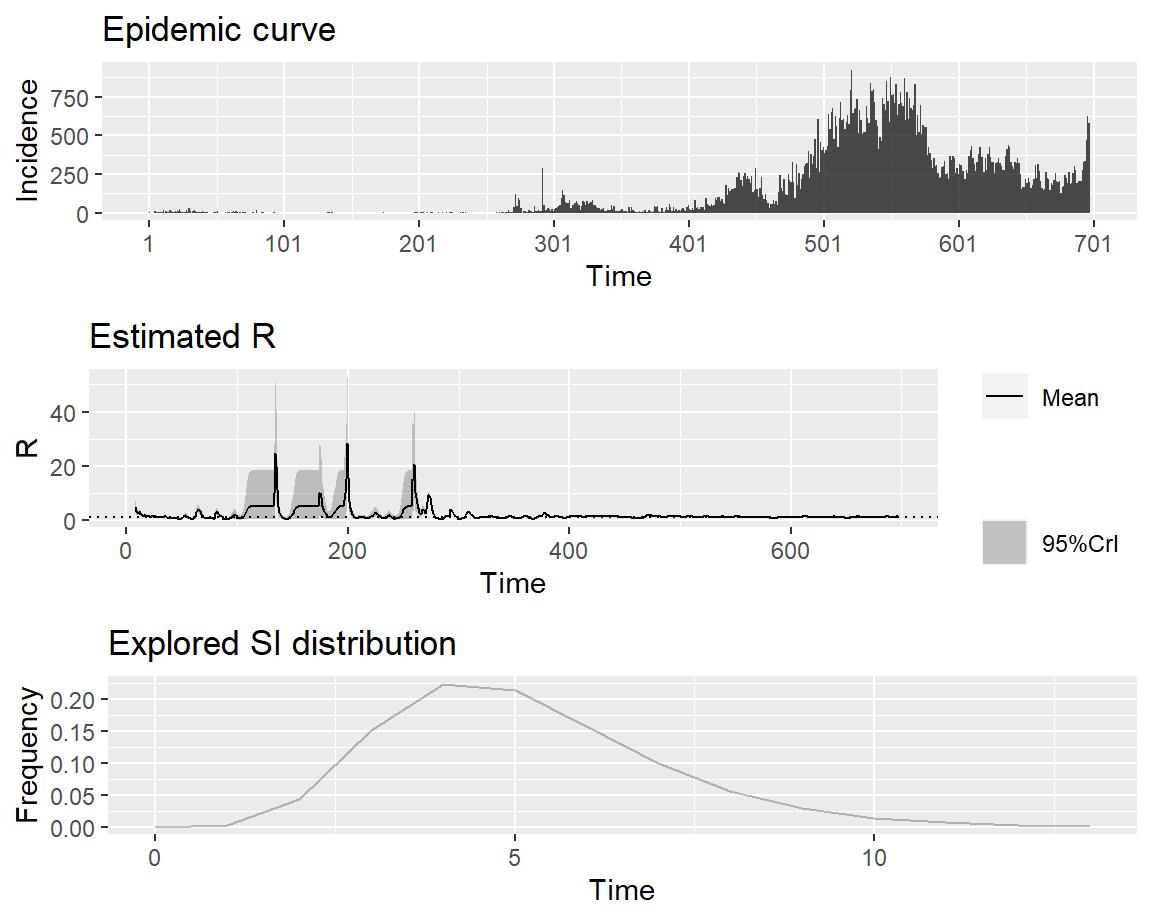 Epidemic curve
Incidence
750
500
250
0
1 101 201 301 401 501 601 701
Time
Estimated R
R
40
20
0
0 200 400 600
Time
Mean
95%CrI
Explored SI distribution
Frequency
0.20
0.15
0.10
0.05
0.00
0 5 10
Time